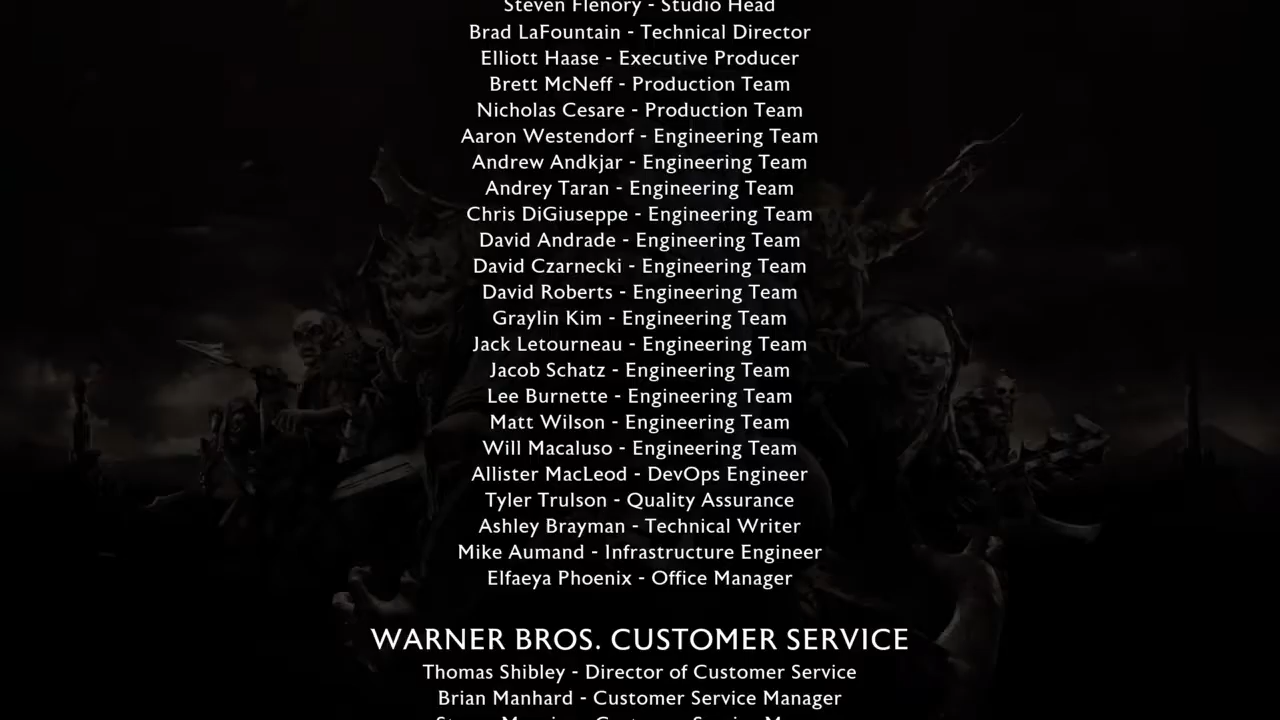 Steven Flenory - Studio Head
Brad LaFountain - Technical Director
Elliott Haase - Executive Producer
Brett McNeff - Production Team
Nicholas Cesare - Production Team
Aaron Westendorf - Engineering Team
Andrew Andkjar - Engineering Team
Andrey Taran - Engineering Team
Chris DiGiuseppe - Engineering Team
David Andrade - Engineering Team
David Czarnecki - Engineering Team
David Roberts - Engineering Team
Graylin Kim - Engineering Team
Jack Letourneau - Engineering Team
Jacob Schatz - Engineering Team
Lee Burnette - Engineering Team
Matt Wilson - Engineering Team
Will Macaluso - Engineering Team
Allister MacLeod - DevOps Engineer
Tyler Trulson - Quality Assurance
Ashley Brayman - Technical Writer
Mike Aumand - Infrastructure Engineer
Elfaeya Phoenix - Office Manager
WARNER BROS. CUSTOMER SERVICE
Thomas Shibley - Director of Customer Service
Brian Manhard - Customer Service Manager